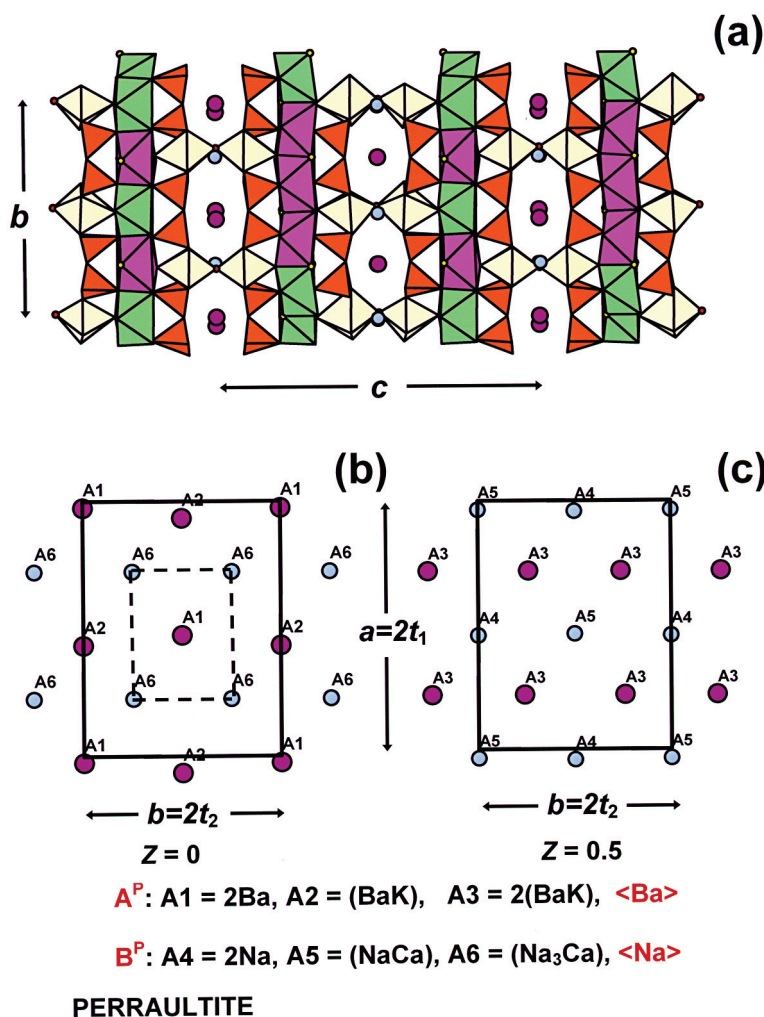 (a)
b
c
(b)
(c)
A1 A2 A1
A6 A6 A6 A6
A2 A1 A2
A6 A6 A6 A6
A1 A2 A1
b=2t₂
Z = 0
a=2t₁
A5 A4 A5
A3 A3 A3 A3
A4 A5 A4
A3 A3 A3 A3
A5 A4 A5
b=2t₂
Z = 0.5
Aᴾ: A1 = 2Ba, A2 = (BaK), A3 = 2(BaK), <Ba>
Bᴾ: A4 = 2Na, A5 = (NaCa), A6 = (Na₃Ca), <Na>
PERRAULTITE